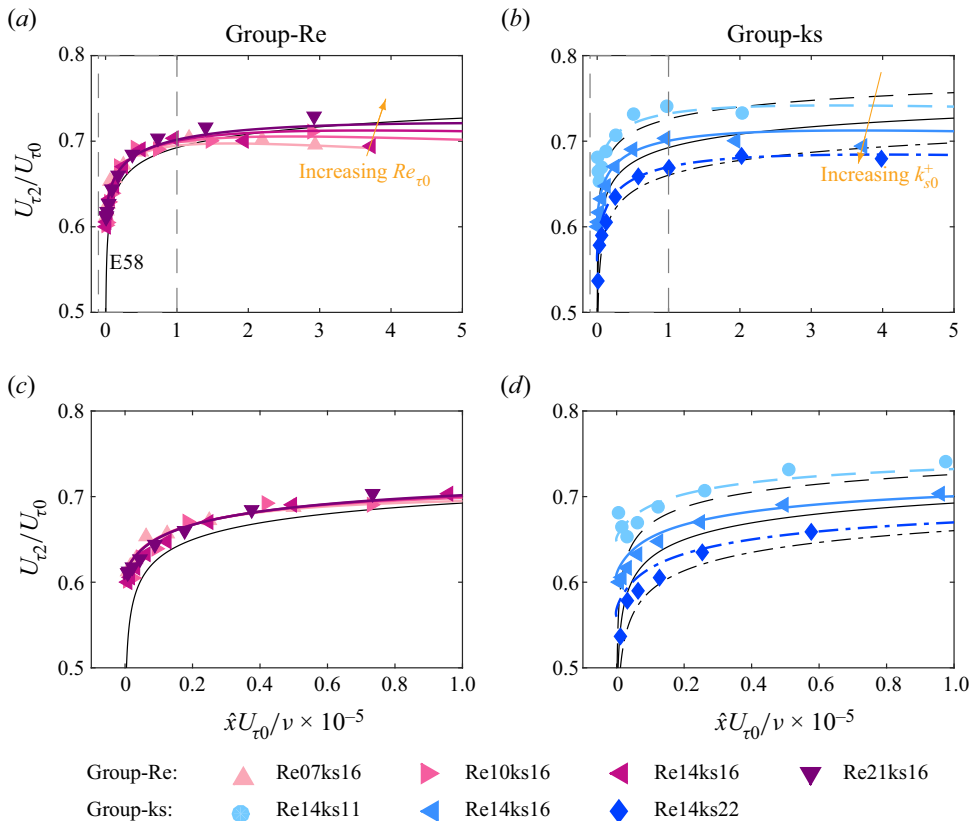 (a) Group-Re (b) Group-ks
0.8 0.8
0.7 0.7
Increasing Reτ0 Increasing k+s0
Uτ2/Uτ0
0.6 0.6
E58
0.5 0.5
0 1 2 3 4 5 0 1 2 3 4 5
(c) (d)
0.8 0.8
0.7 0.7
Uτ2/Uτ0
0.6 0.6
0.5 0.5
0 0.2 0.4 0.6 0.8 1.0 0 0.2 0.4 0.6 0.8 1.0
x̂Uτ0/ν × 10⁻⁵ x̂Uτ0/ν × 10⁻⁵
Group-Re: Re07ks16 Re10ks16 Re14ks16 Re21ks16
Group-ks: Re14ks11 Re14ks16 Re14ks22